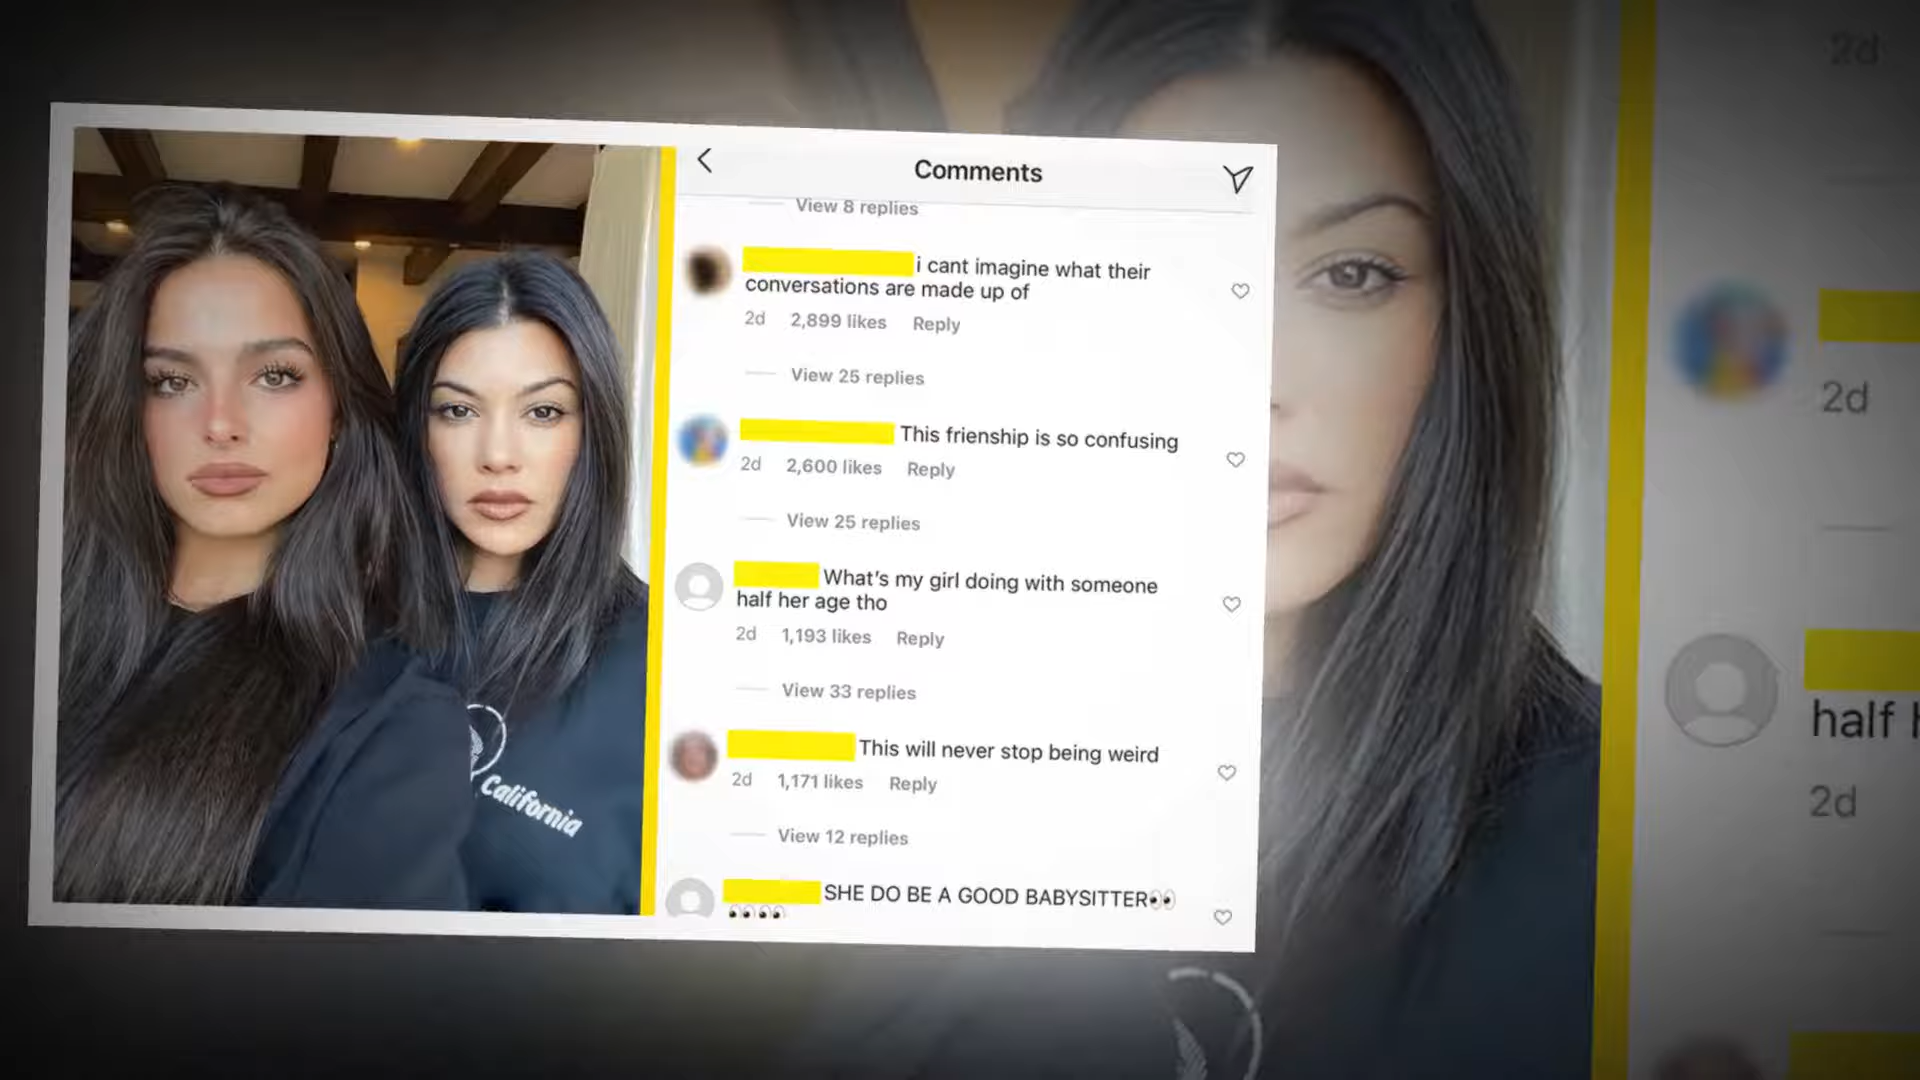 Comments
View 8 replies
i cant imagine what their
conversations are made up of
2d 2,899 likes Reply
View 25 replies
This frienship is so confusing
2d 2,600 likes Reply
View 25 replies
What's my girl doing with someone
half her age tho
2d 1,193 likes Reply
View 33 replies
This will never stop being weird
2d 1,171 likes Reply
View 12 replies
SHE DO BE A GOOD BABYSITTER👀
👀👀
California
2d
2d
half
2d